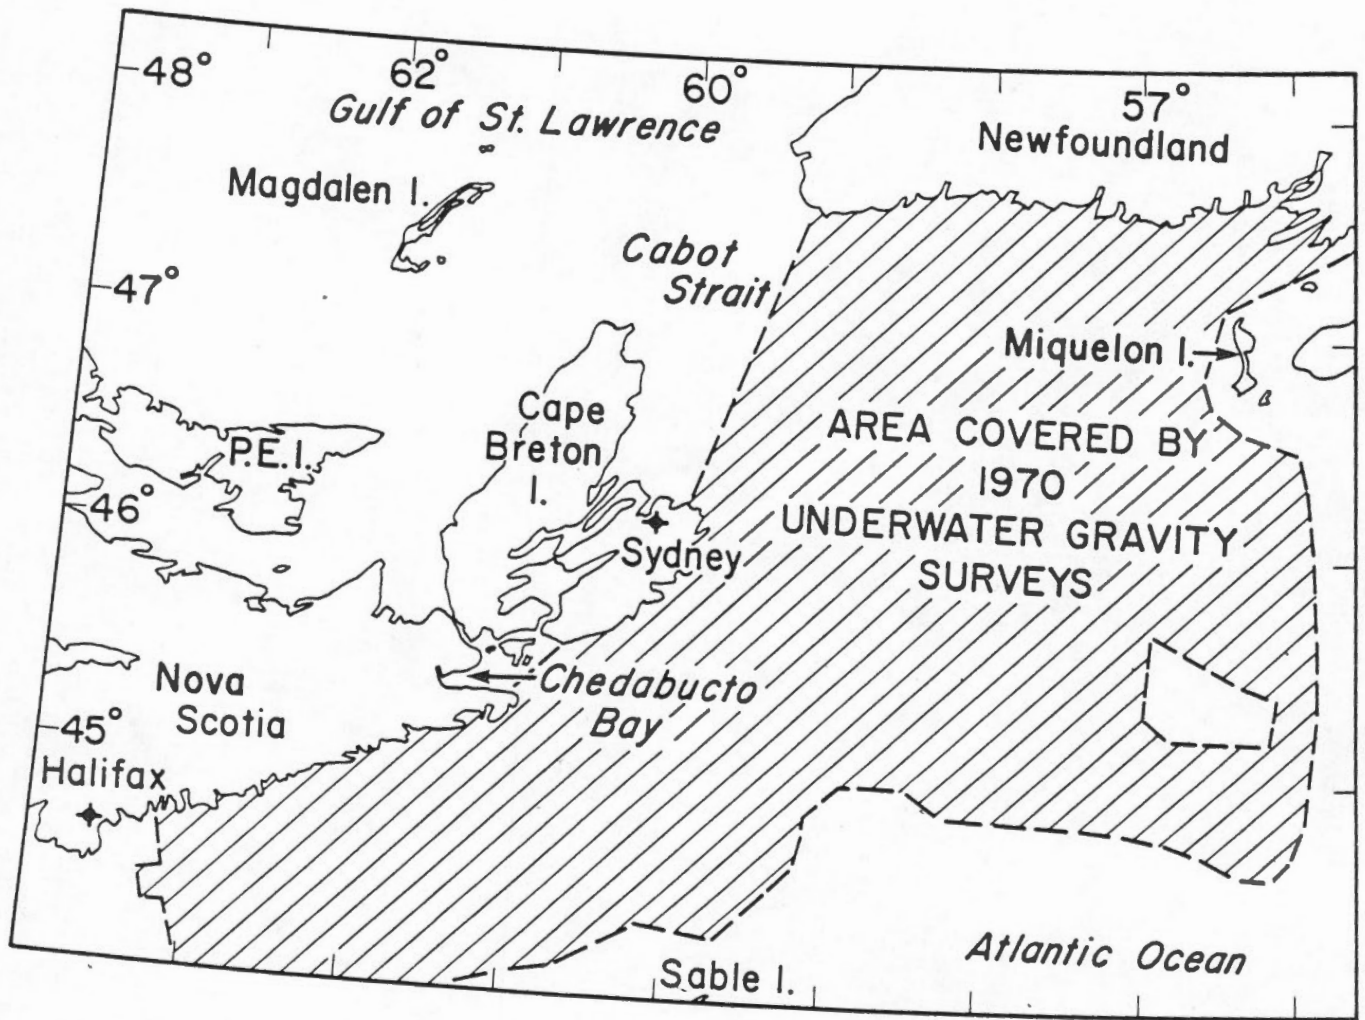 48°
62°
60°
57°
Gulf of St. Lawrence
Newfoundland
Magdalen I.
Cabot
Strait
47°
Miquelon I.
Cape
Breton
I.
P.E.I.
AREA COVERED BY
1970
UNDERWATER GRAVITY
SURVEYS
46°
Sydney
Chedabucto
Bay
Nova
Scotia
45°
Halifax
Atlantic Ocean
Sable I.